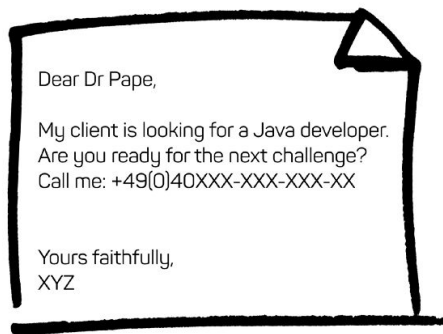 Dear Dr Pape,
My client is looking for a Java developer.
Are you ready for the next challenge?
Call me: +49(0)40XXX-XXX-XXX-XX
Yours faithfully,
XYZ